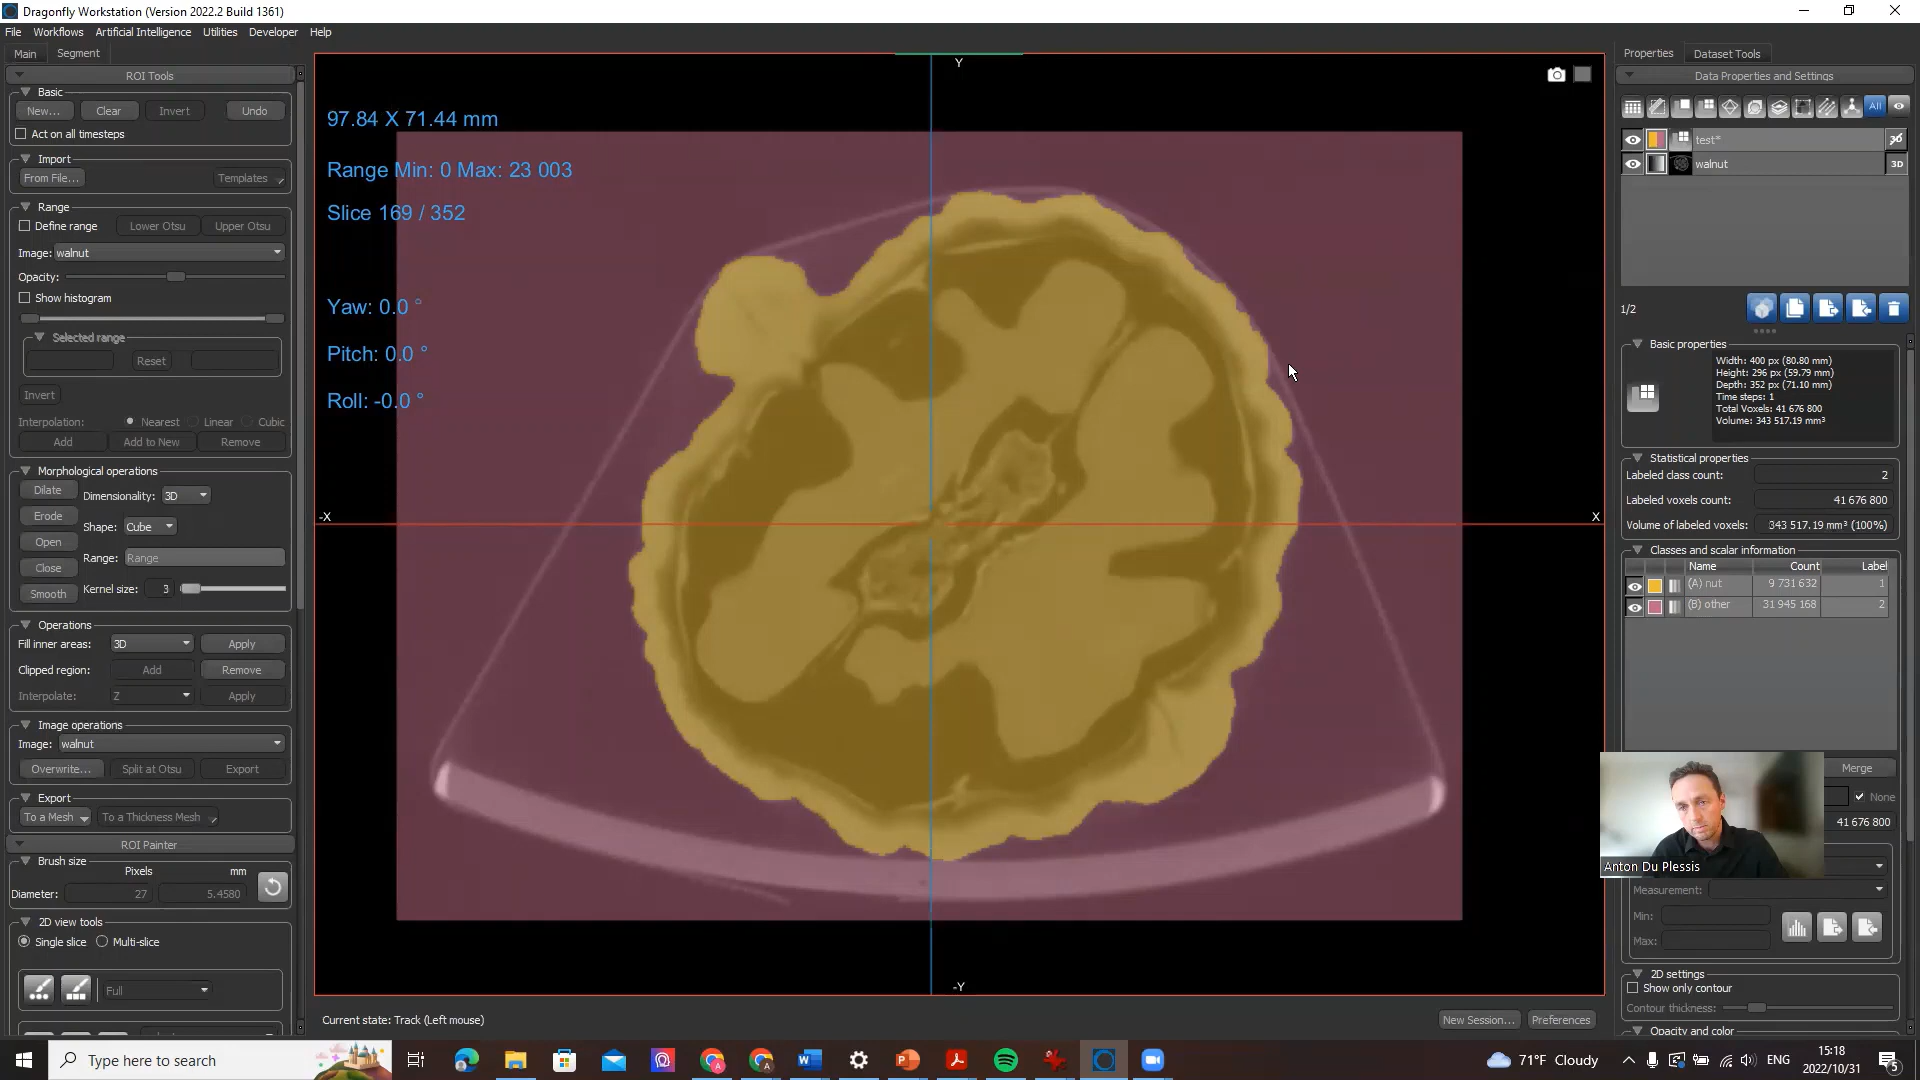 Dragonfly Workstation (Version 2022.2 Build 1361)
File Workflows Artificial Intelligence Utilities Developer Help
Main Segment
ROI Tools
Basic
New... Clear Invert Undo
Act on all timesteps
Import
From File... Templates
Range
Define range Lower Otsu Upper Otsu
Image: walnut
Opacity:
Show histogram
Selected range
Reset
Invert
Interpolation: Nearest Linear Cubic
Add Add to New Remove
Morphological operations
Dilate Dimensionality: 3D
Erode Shape: Cube
Open
Range: Range
Close
Kernel size: 3
Smooth
Operations
Fill inner areas: 3D Apply
Clipped region: Add Remove
Interpolate: Z Apply
Image operations
Image: walnut
Overwrite... Split at Otsu Export
Export
To a Mesh To a Thickness Mesh
ROI Painter
Brush size
Pixels mm
Diameter: 27 5.4580
2D view tools
Single slice Multi-slice
Full
Y
97.84 X 71.44 mm
Range Min: 0 Max: 23 003
Slice 169 / 352
Yaw: 0.0 °
Pitch: 0.0 °
Roll: -0.0 °
-X X
-Y
Current state: Track (Left mouse)
New Session... Preferences
Properties Dataset Tools
Data Properties and Settings
All
test*
walnut 3D
1/2
Basic properties
Width: 400 px (80.80 mm)
Height: 296 px (59.79 mm)
Depth: 352 px (71.10 mm)
Time steps: 1
Total Voxels: 41 676 800
Volume: 343 517.19 mm³
Statistical properties
Labeled class count: 2
Labeled voxels count: 41 676 800
Volume of labeled voxels: 343 517.19 mm³ (100%)
Classes and scalar information
Name Count Label
(A) nut 9 731 632 1
(B) other 31 945 168 2
Merge
None
41 676 800
Anton Du Plessis
Measurement:
Min:
Max:
2D settings
Show only contour
Contour thickness:
Opacity and color
Type here to search
71°F Cloudy
ENG
15:18
2022/10/31
5